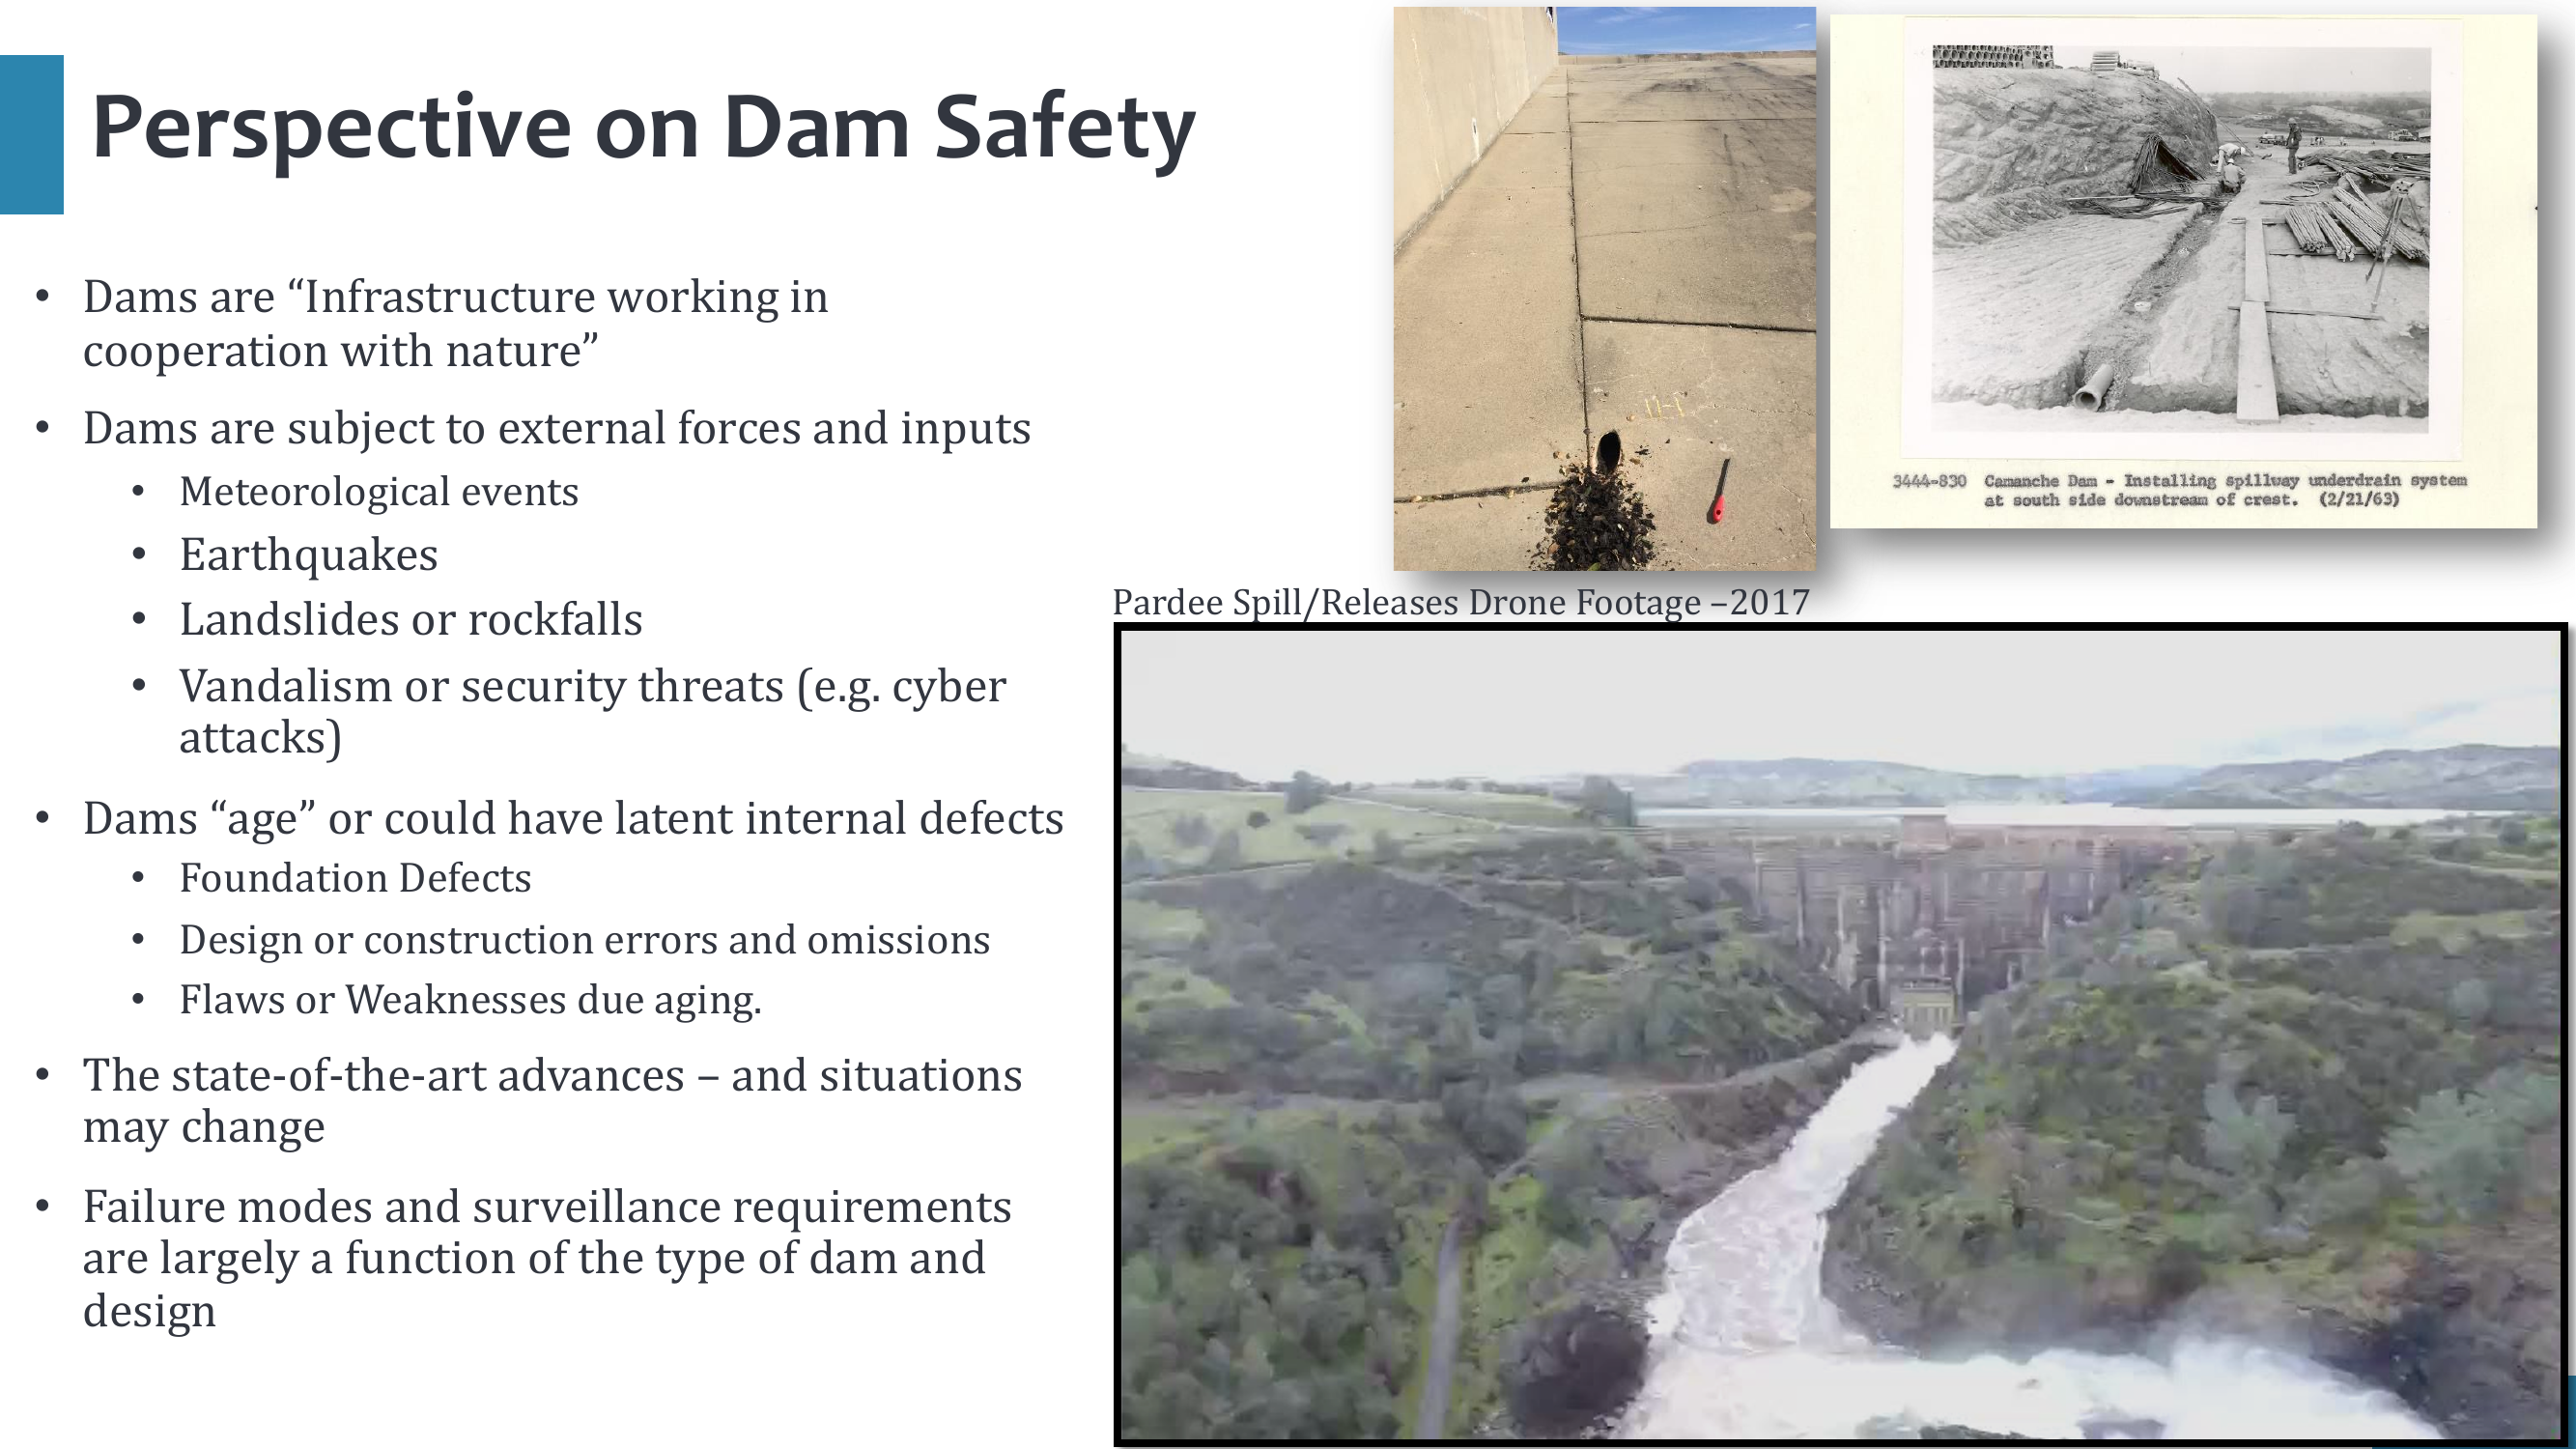 Perspective on Dam Safety
• Dams are “Infrastructure working in
cooperation with nature”
• Dams are subject to external forces and inputs
• Meteorological events
• Earthquakes
• Landslides or rockfalls
• Vandalism or security threats (e.g. cyber
attacks)
• Dams “age” or could have latent internal defects
• Foundation Defects
• Design or construction errors and omissions
• Flaws or Weaknesses due aging.
• The state-of-the-art advances – and situations
may change
• Failure modes and surveillance requirements
are largely a function of the type of dam and
design
11-1
3444-830 Camanche Dam - Installing spillway underdrain system
at south side downstream of crest. (2/21/63)
Pardee Spill/Releases Drone Footage –2017